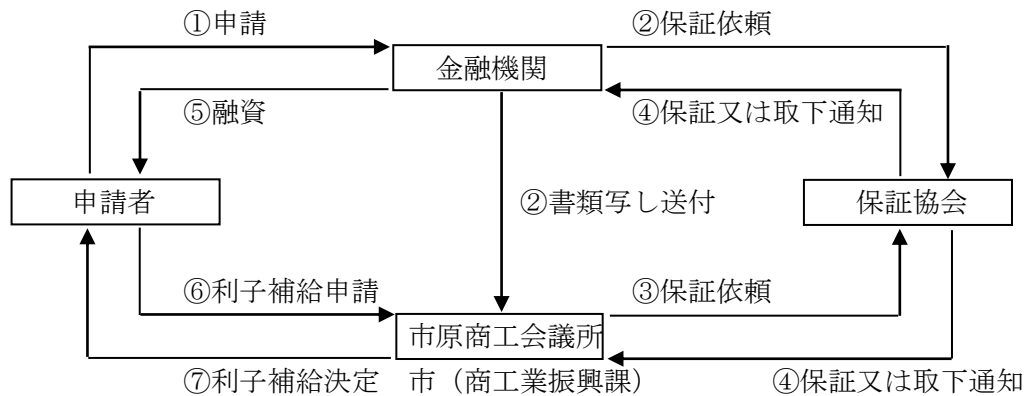 ①申請
②保証依頼
金融機関
⑤融資
④保証又は取下通知
申請者
②書類写し送付
保証協会
⑥利子補給申請
③保証依頼
市原商工会議所
⑦利子補給決定
市（商工業振興課）
④保証又は取下通知